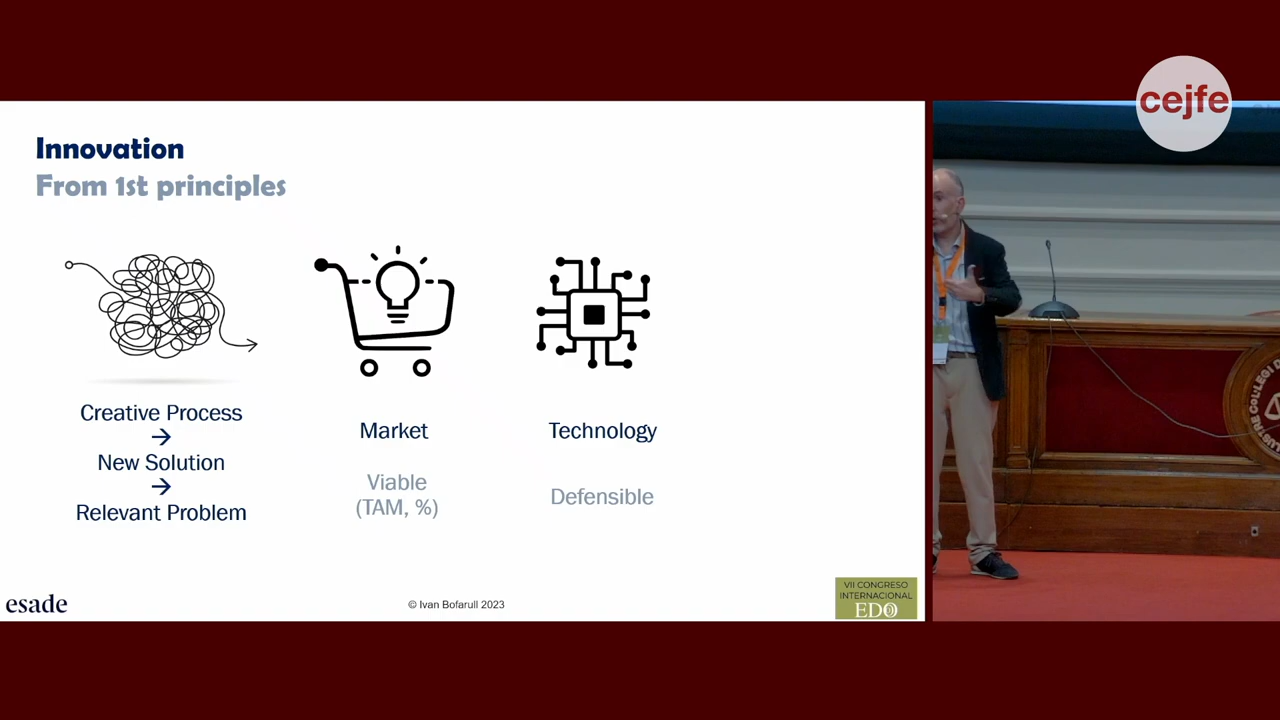 cejfe
Innovation
From 1st principles
Creative Process
→
New Solution
→
Relevant Problem
Market
Viable
(TAM, %)
Technology
Defensible
esade
© Ivan Bofarull 2023
VII CONGRESO
INTERNACIONAL
EDO